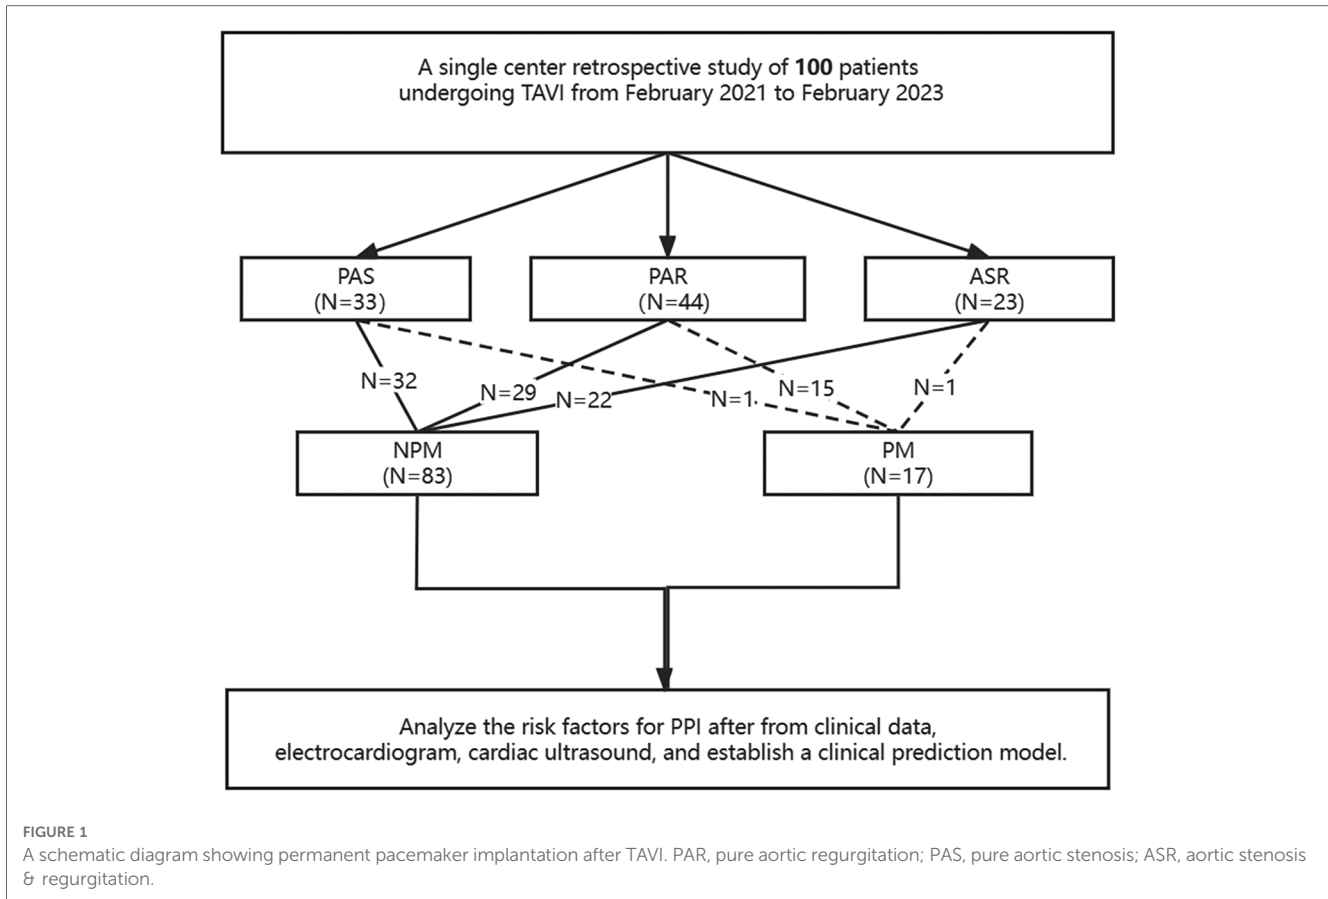 A single center retrospective study of 100 patients
undergoing TAVI from February 2021 to February 2023
PAS
(N=33)
PAR
(N=44)
ASR
(N=23)
N=32
N=29
N=22
N=1
N=15
N=1
NPM
(N=83)
PM
(N=17)
Analyze the risk factors for PPI after from clinical data,
electrocardiogram, cardiac ultrasound, and establish a clinical prediction model.
FIGURE 1
A schematic diagram showing permanent pacemaker implantation after TAVI. PAR, pure aortic regurgitation; PAS, pure aortic stenosis; ASR, aortic stenosis
& regurgitation.